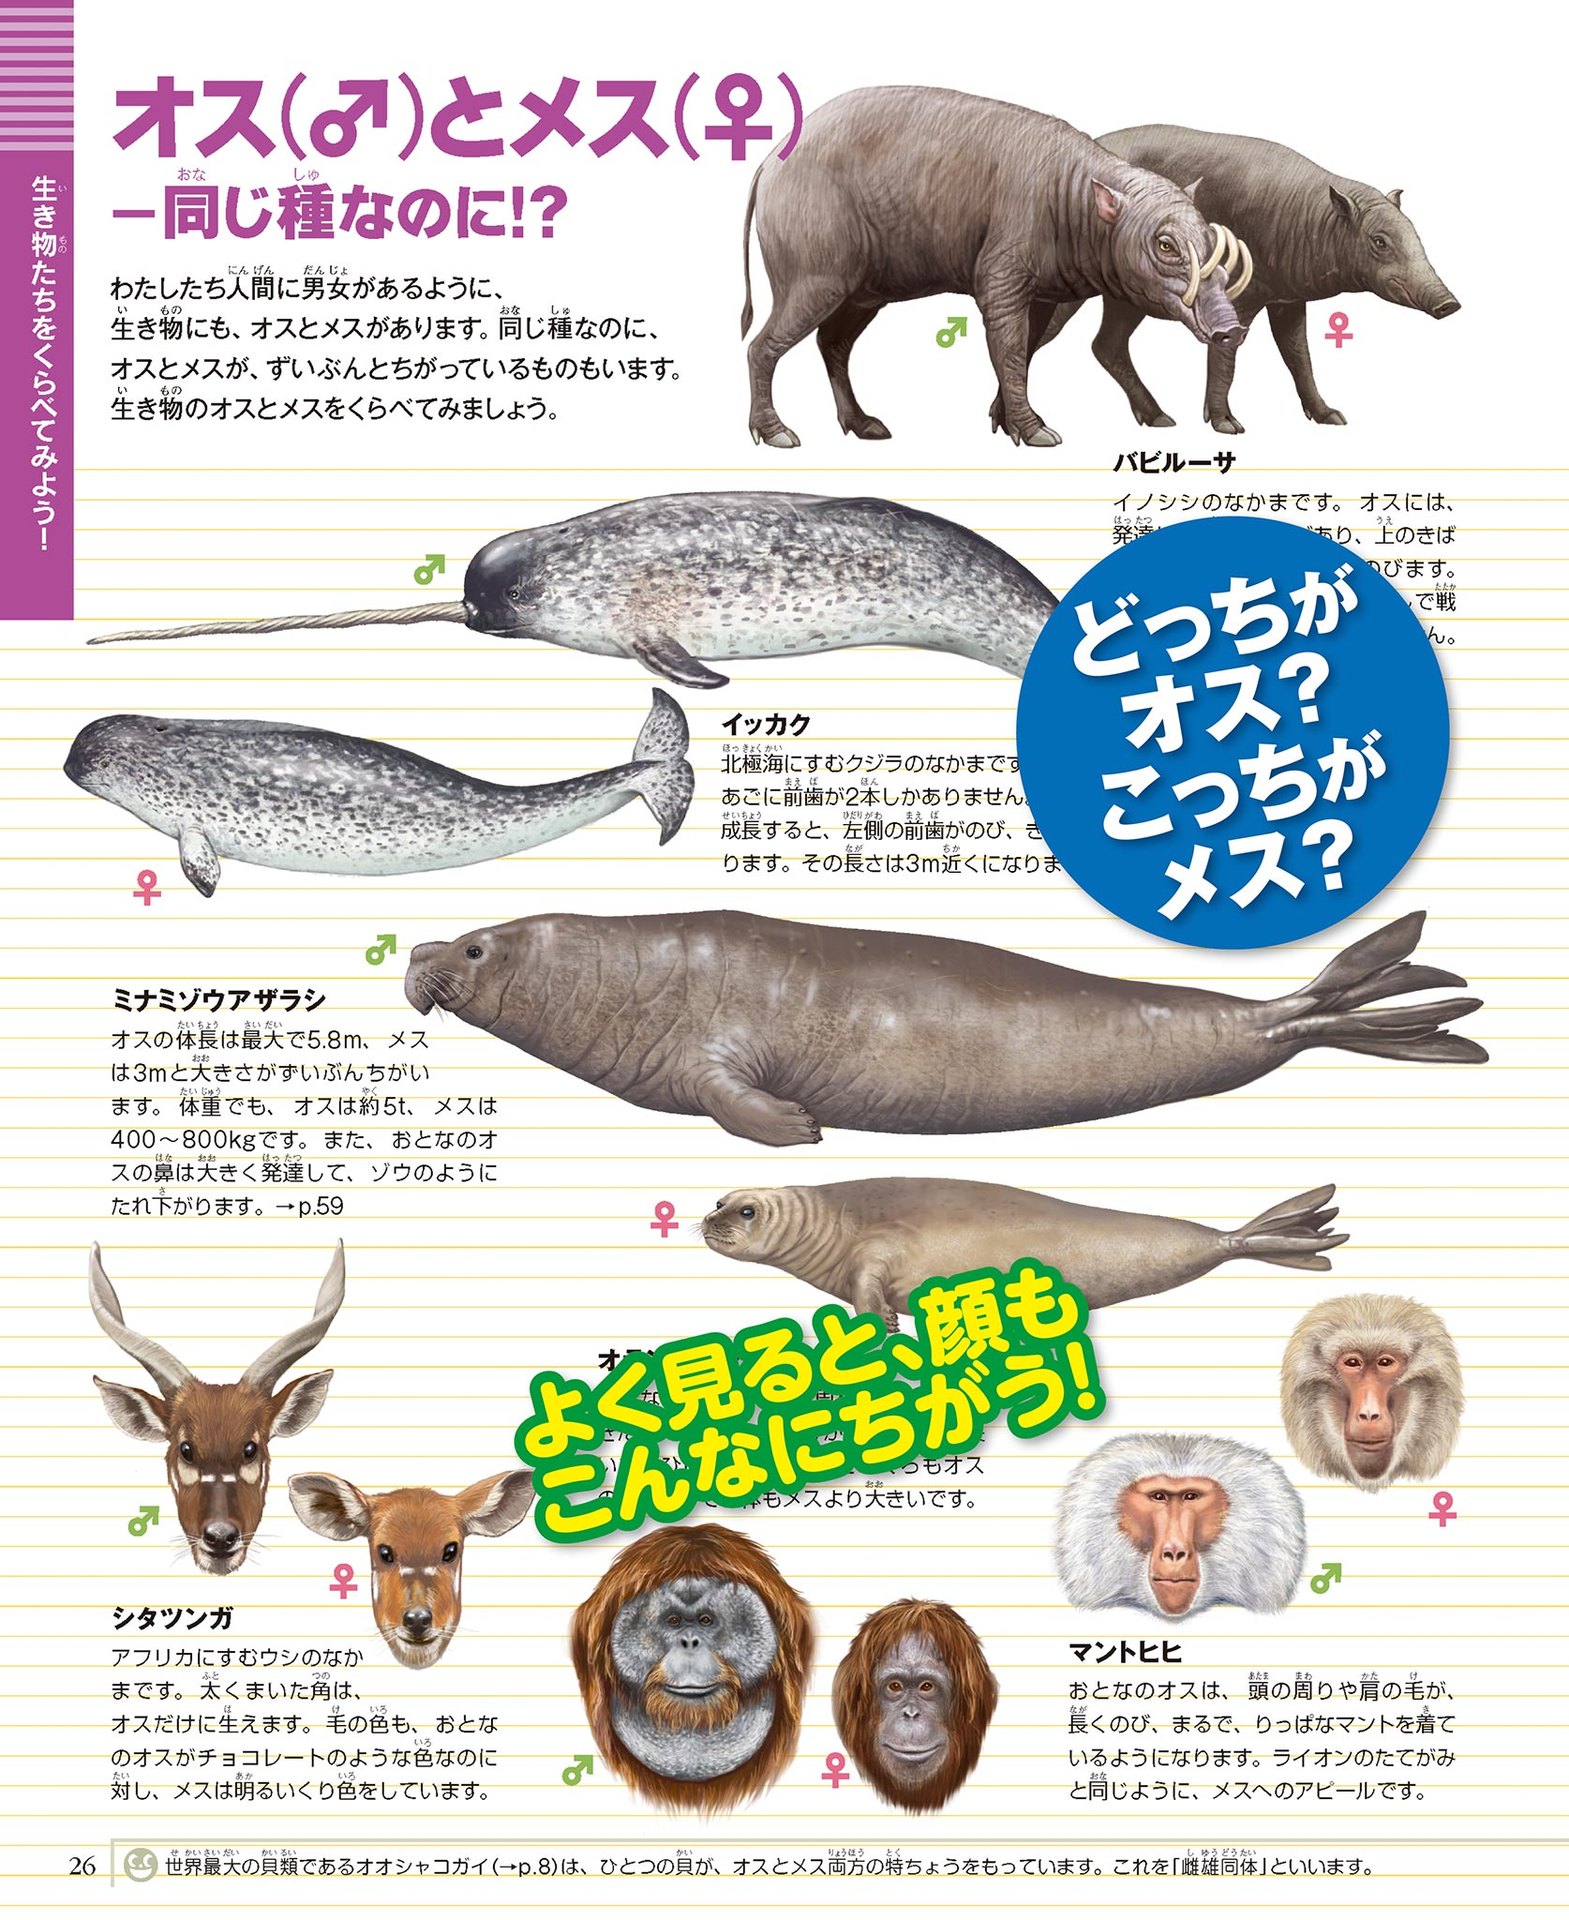 生き物たちをくらべてみよう!
オス(♂)とメス(♀)
－同じ種なのに!?
わたしたち人間に男女があるように、
生き物にも、オスとメスがあります。同じ種なのに、
オスとメスが、ずいぶんとちがっているものもいます。
生き物のオスとメスをくらべてみましょう。
♂
♀
バビルーサ
イノシシのなかまです。オスには、
発達
あり、上のきば
のびます。
で戦
ん。
どっちが
オス?
こっちが
メス?
♂
♀
イッカク
北極海にすむクジラのなかまです
あごに前歯が2本しかありません。
成長すると、左側の前歯がのび、き
ります。その長さは3m近くになりま
♂
♀
ミナミゾウアザラシ
オスの体長は最大で5.8m、メス
は3mと大きさがずいぶんちがい
ます。体重でも、オスは約5t、メスは
400～800kgです。また、おとなのオ
スの鼻は大きく発達して、ゾウのように
たれ下がります。→p.59
よく見ると、顔も
こんなにちがう!
♂
♀
シタツンガ
アフリカにすむウシのなか
まです。太くまいた角は、
オスだけに生えます。毛の色も、おとな
のオスがチョコレートのような色なのに
対し、メスは明るいくり色をしています。
もオス
体もメスより大きいです。
♂
♀
♀
♂
マントヒヒ
おとなのオスは、頭の周りや肩の毛が、
長くのび、まるで、りっぱなマントを着て
いるようになります。ライオンのたてがみ
と同じように、メスへのアピールです。
26
世界最大の貝類であるオオシャコガイ(→p.8)は、ひとつの貝が、オスとメス両方の特ちょうをもっています。これを「雌雄同体」といいます。